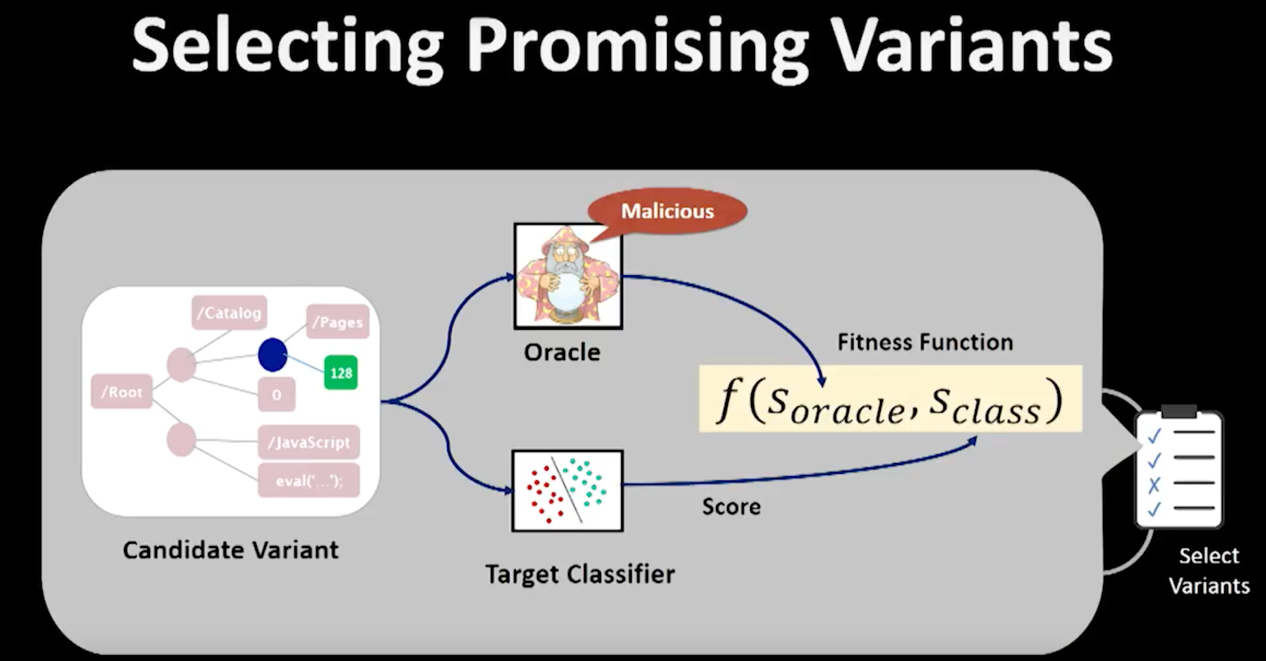 Selecting Promising Variants
Malicious
/Catalog
/Pages
128
/Root
0
/JavaScript
eval('...');
Candidate Variant
Oracle
Target Classifier
Score
Fitness Function
f(s_oracle, s_class)
Select
Variants